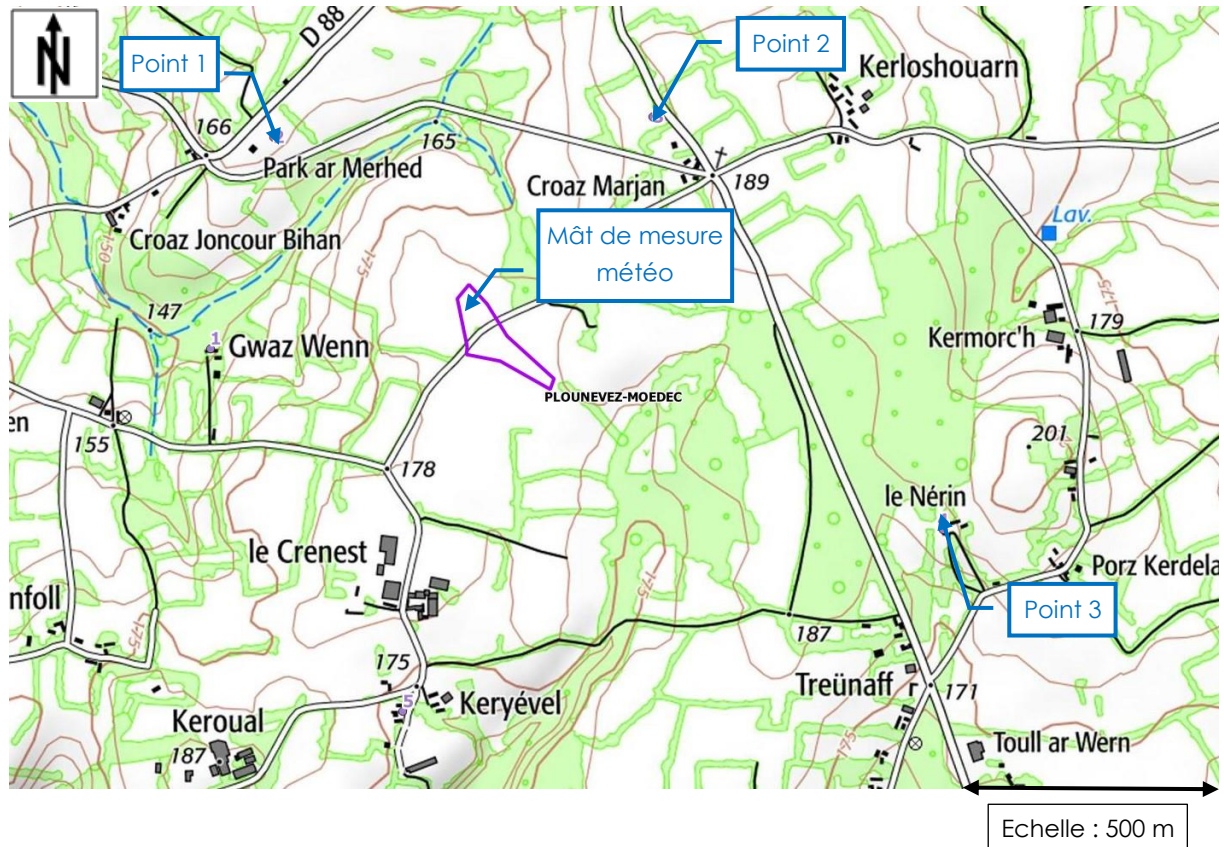 N
D 88
Point 1
Point 2
Kerloshouarn
166
165
Park ar Merhed
Croaz Marjan
189
Lav.
Mât de mesure
météo
Croaz Joncour Bihan
150
175
175
147
1
Gwaz Wenn
179
Kermorc'h
PLOUNEVEZ-MOEDEC
en
155
178
201
le Nérin
le Crenest
175
Porz Kerdela
nfoll
Point 3
187
175
175
Treünaff
171
5
Keryével
Keroual
187
175
Toull ar Wern
Echelle : 500 m